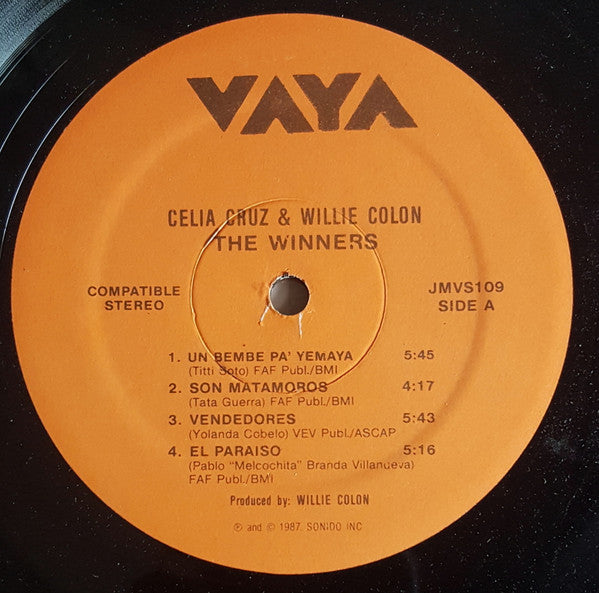 VAYA
CELIA CRUZ & WILLIE COLON
THE WINNERS
COMPATIBLE
STEREO
JMVS109
SIDE A
1. UN BEMBE PA' YEMAYA 5:45
(Titti Soto) FAF Publ./BMI
2. SON MATAMOROS 4:17
(Tata Guerra) FAF Publ./BMI
3. VENDEDORES 5:43
(Yolanda Cobelo) VEV Publ./ASCAP
4. EL PARAISO 5:16
(Pablo "Melcochita" Branda Villanueva)
FAF Publ./BMI
Produced by: WILLIE COLON
℗ and © 1987. SONIDO INC